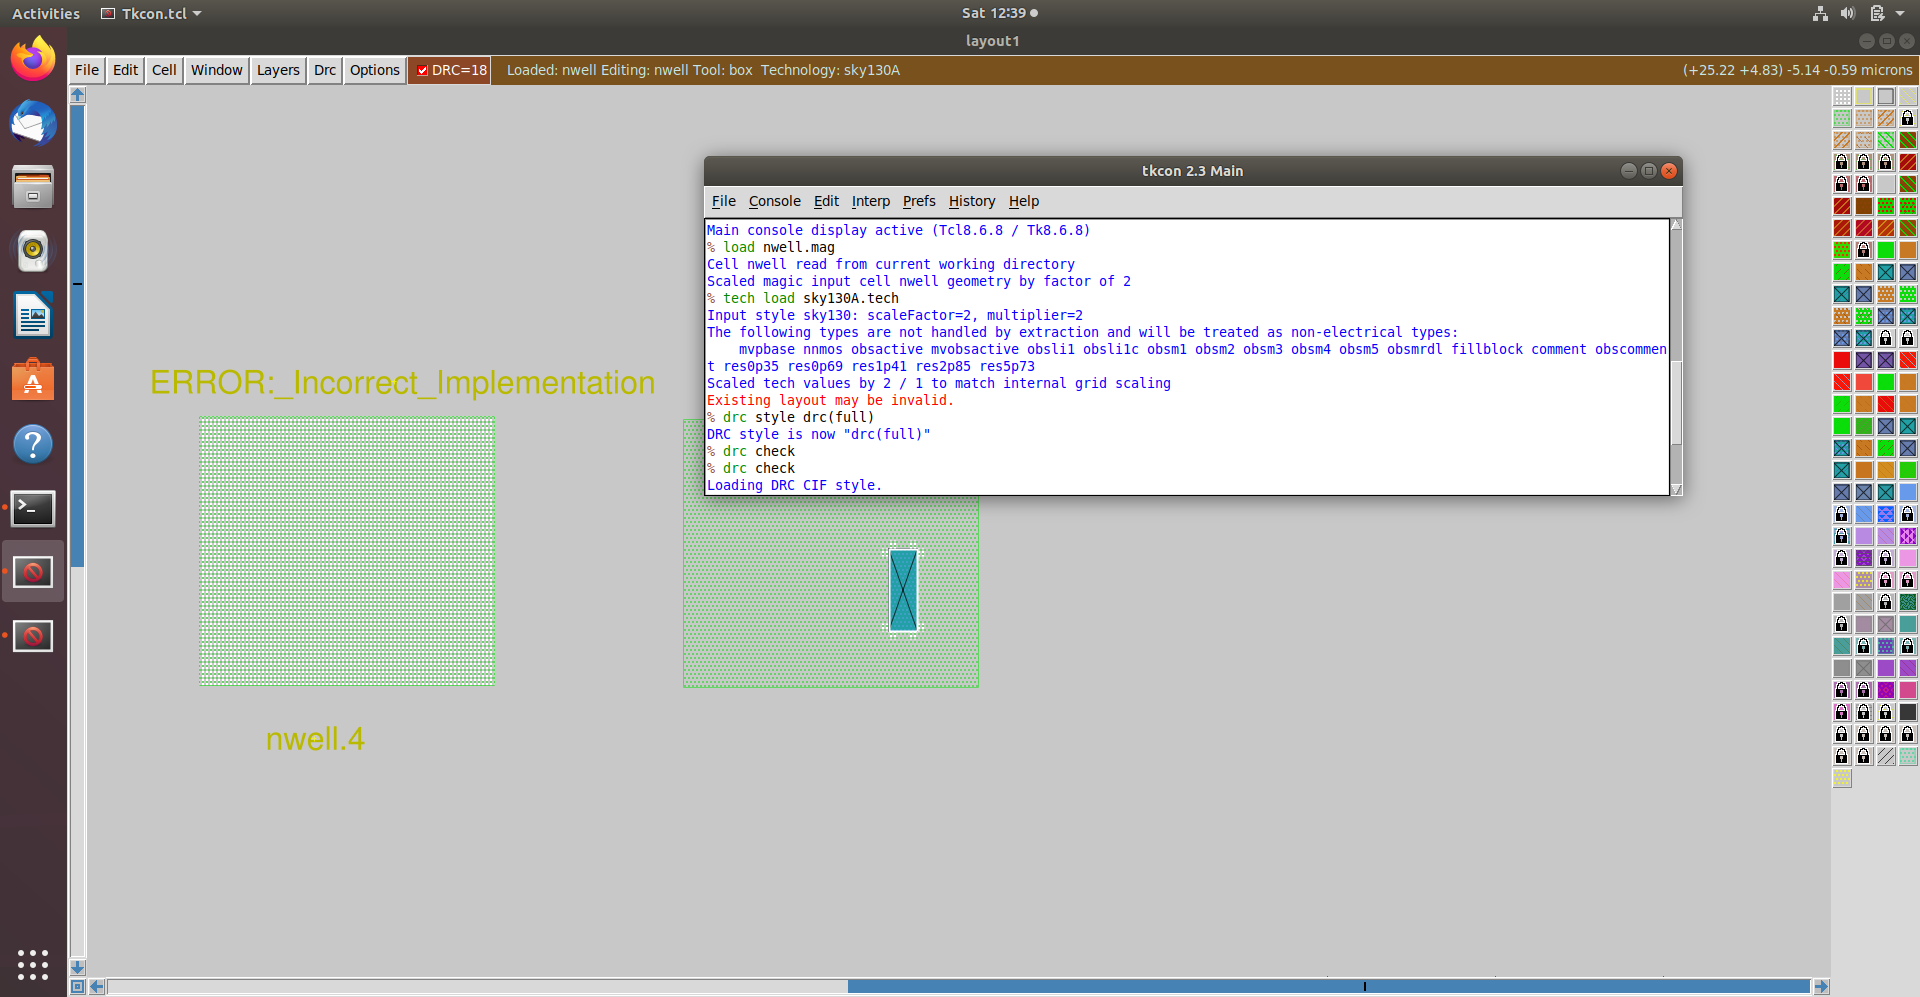 Activities Tkcon.tcl Sat 12:39
layout1
File Edit Cell Window Layers Drc Options DRC=18 Loaded: nwell Editing: nwell Tool: box Technology: sky130A (+25.22 +4.83) -5.14 -0.59 microns
tkcon 2.3 Main
File Console Edit Interp Prefs History Help
Main console display active (Tcl8.6.8 / Tk8.6.8)
% load nwell.mag
Cell nwell read from current working directory
Scaled magic input cell nwell geometry by factor of 2
% tech load sky130A.tech
Input style sky130: scaleFactor=2, multiplier=2
The following types are not handled by extraction and will be treated as non-electrical types:
mvpbase nnmos obsactive mvobsactive obsli1 obsli1c obsm1 obsm2 obsm3 obsm4 obsm5 obsmrdl fillblock comment obscommen
t res0p35 res0p69 res1p41 res2p85 res5p73
Scaled tech values by 2 / 1 to match internal grid scaling
Existing layout may be invalid.
% drc style drc(full)
DRC style is now "drc(full)"
% drc check
% drc check
Loading DRC CIF style.
ERROR:_Incorrect_Implementation
nwell.4